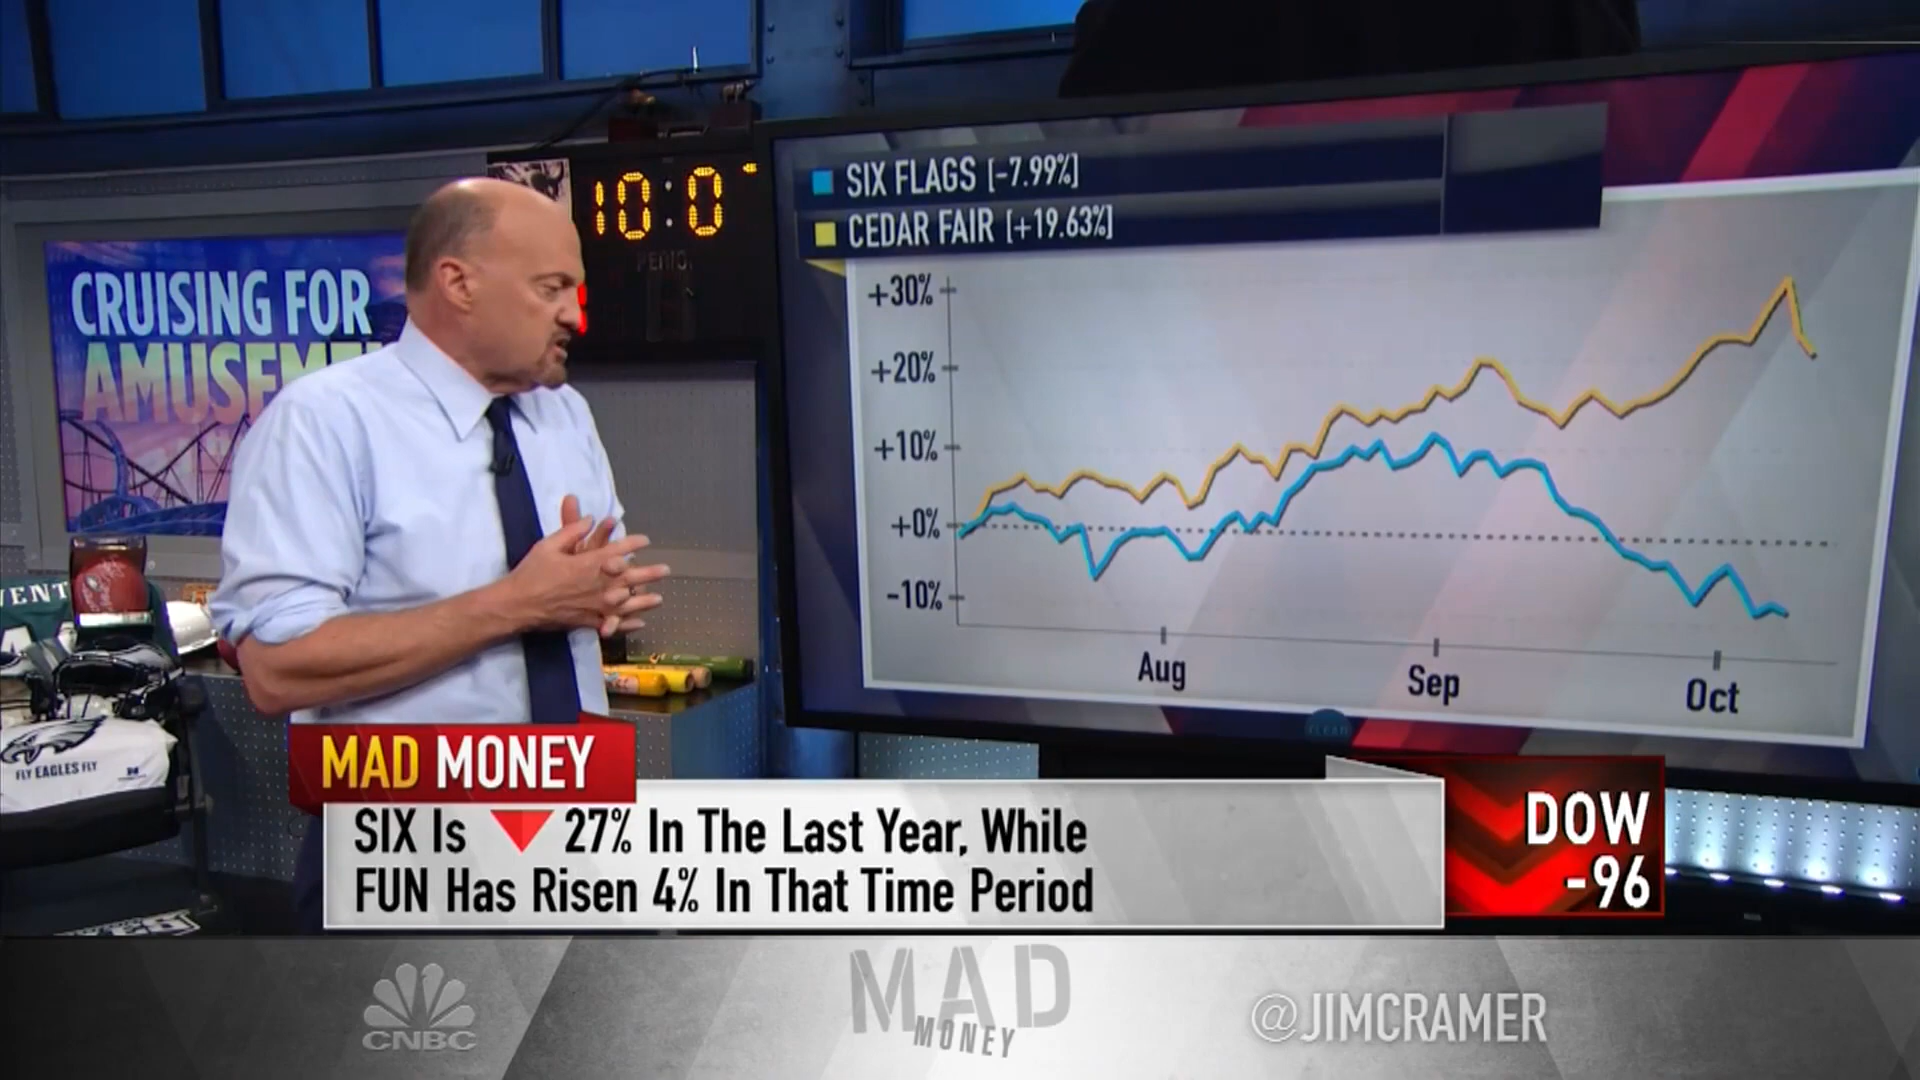 CRUISING FOR
10:0
PERIOD
SIX FLAGS [-7.99%]
CEDAR FAIR [+19.63%]
+30%
+20%
+10%
+0%
-10%
Aug
Sep
Oct
CLEAR
FLY EAGLES FLY
MAD MONEY
SIX Is ▼ 27% In The Last Year, While
FUN Has Risen 4% In That Time Period
DOW
-96
CNBC
MAD
MONEY
@JIMCRAMER